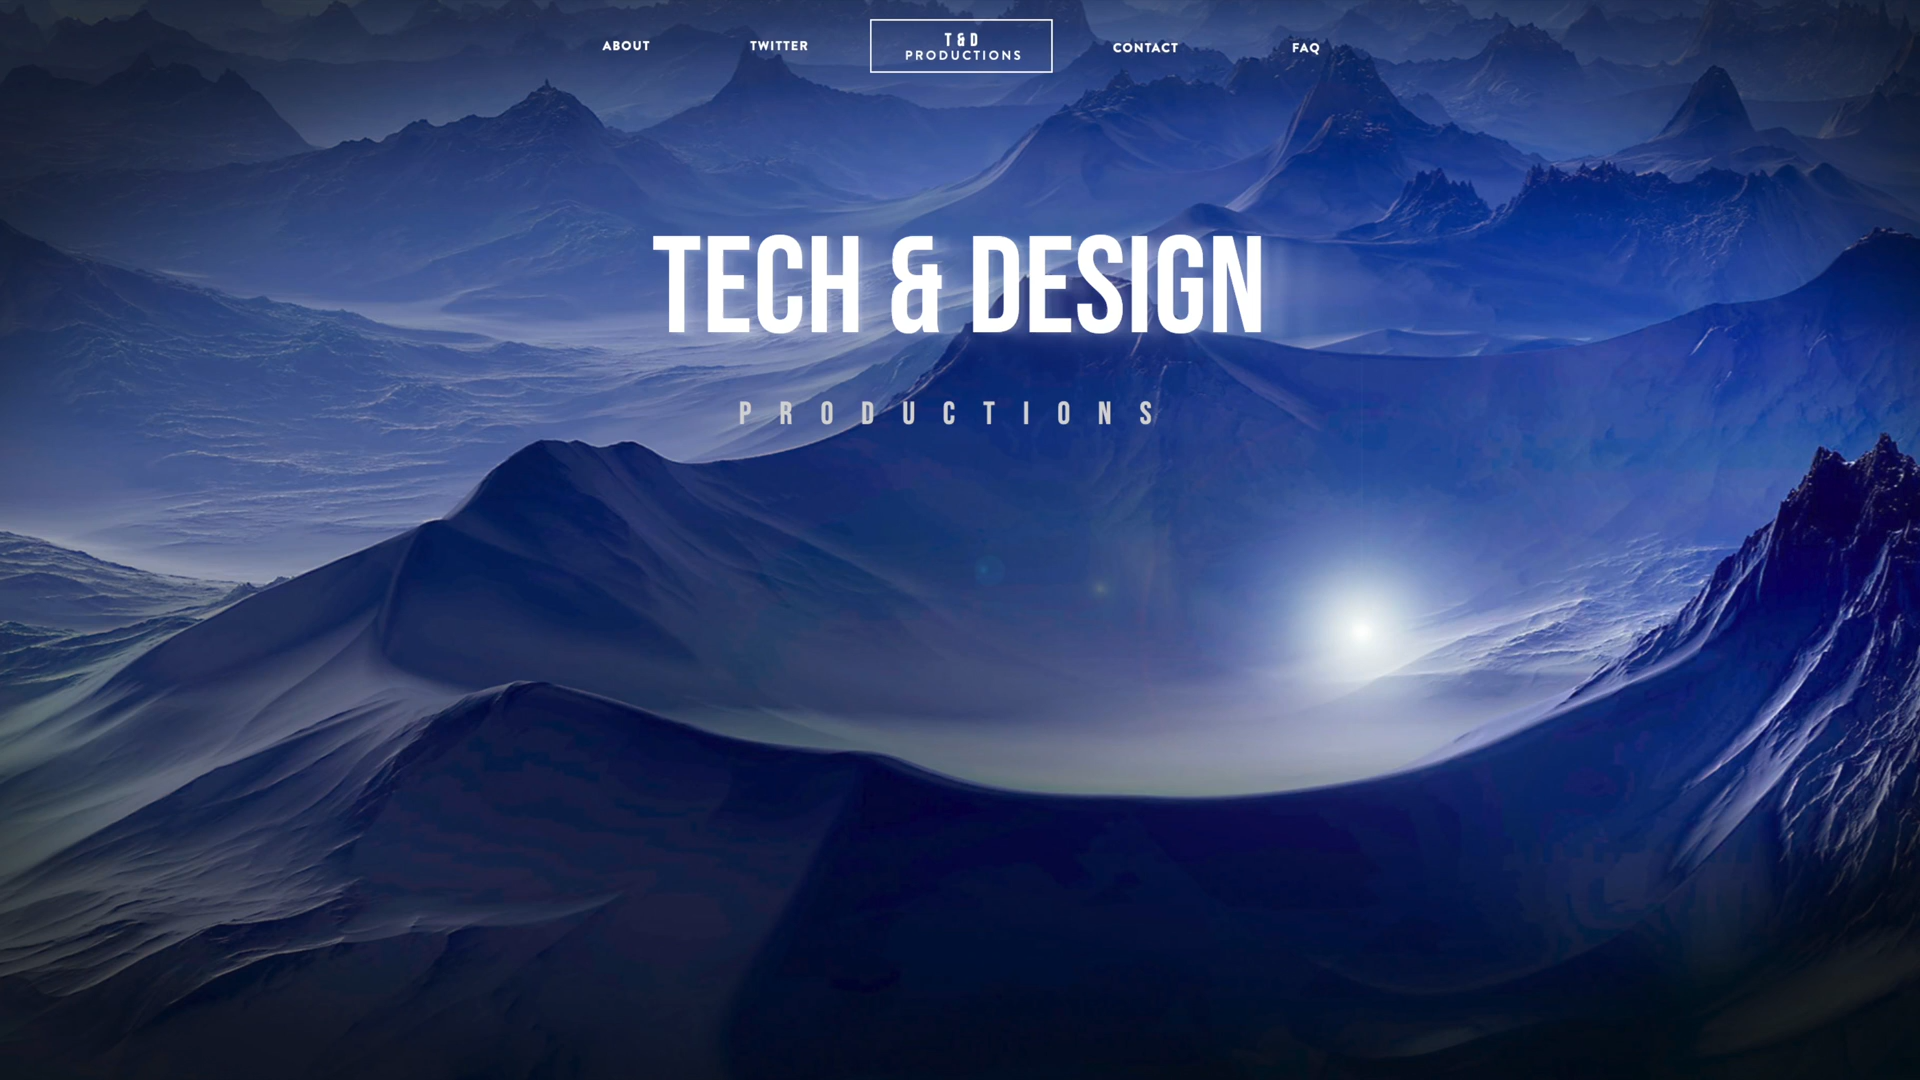 ABOUT
TWITTER
T&D
PRODUCTIONS
CONTACT
FAQ
TECH & DESIGN
PRODUCTIONS